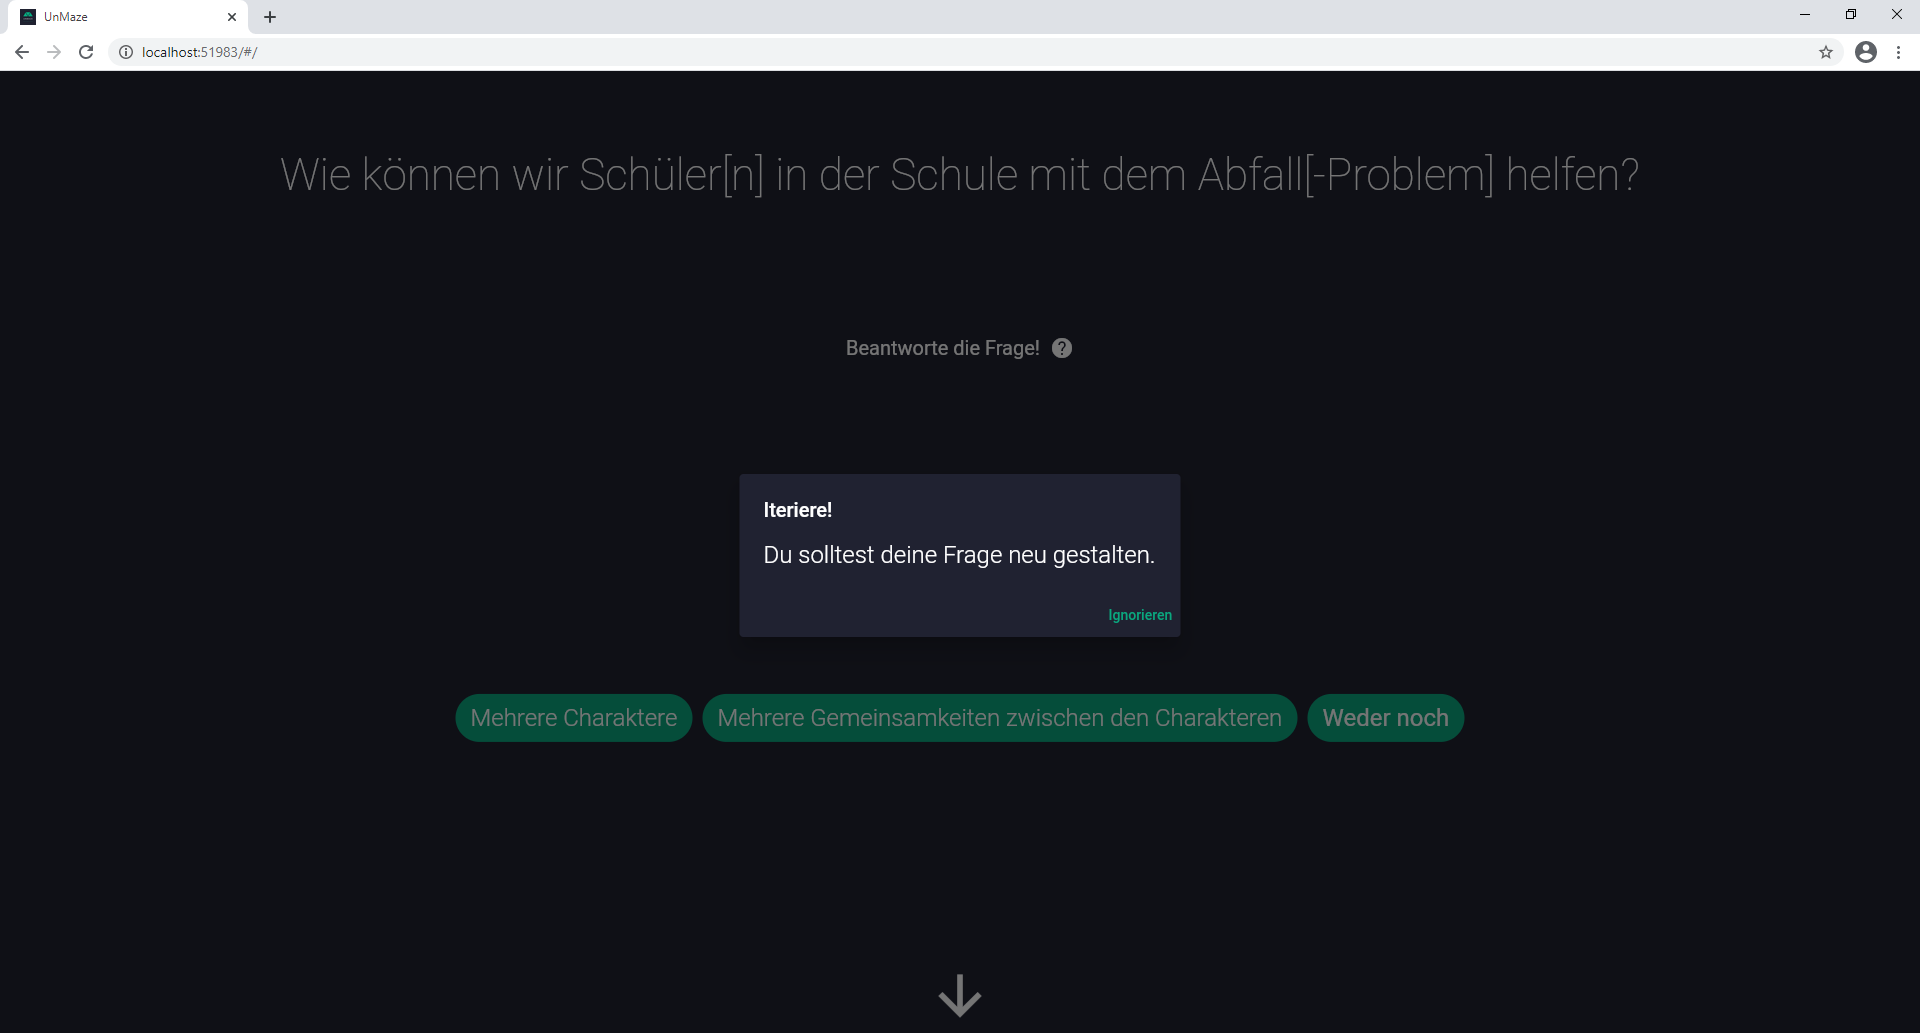 UnMaze
localhost:51983/#/
Wie können wir Schüler[n] in der Schule mit dem Abfall[-Problem] helfen?
Beantworte die Frage!
Iteriere!
Du solltest deine Frage neu gestalten.
Ignorieren
Mehrere Charaktere
Mehrere Gemeinsamkeiten zwischen den Charakteren
Weder noch